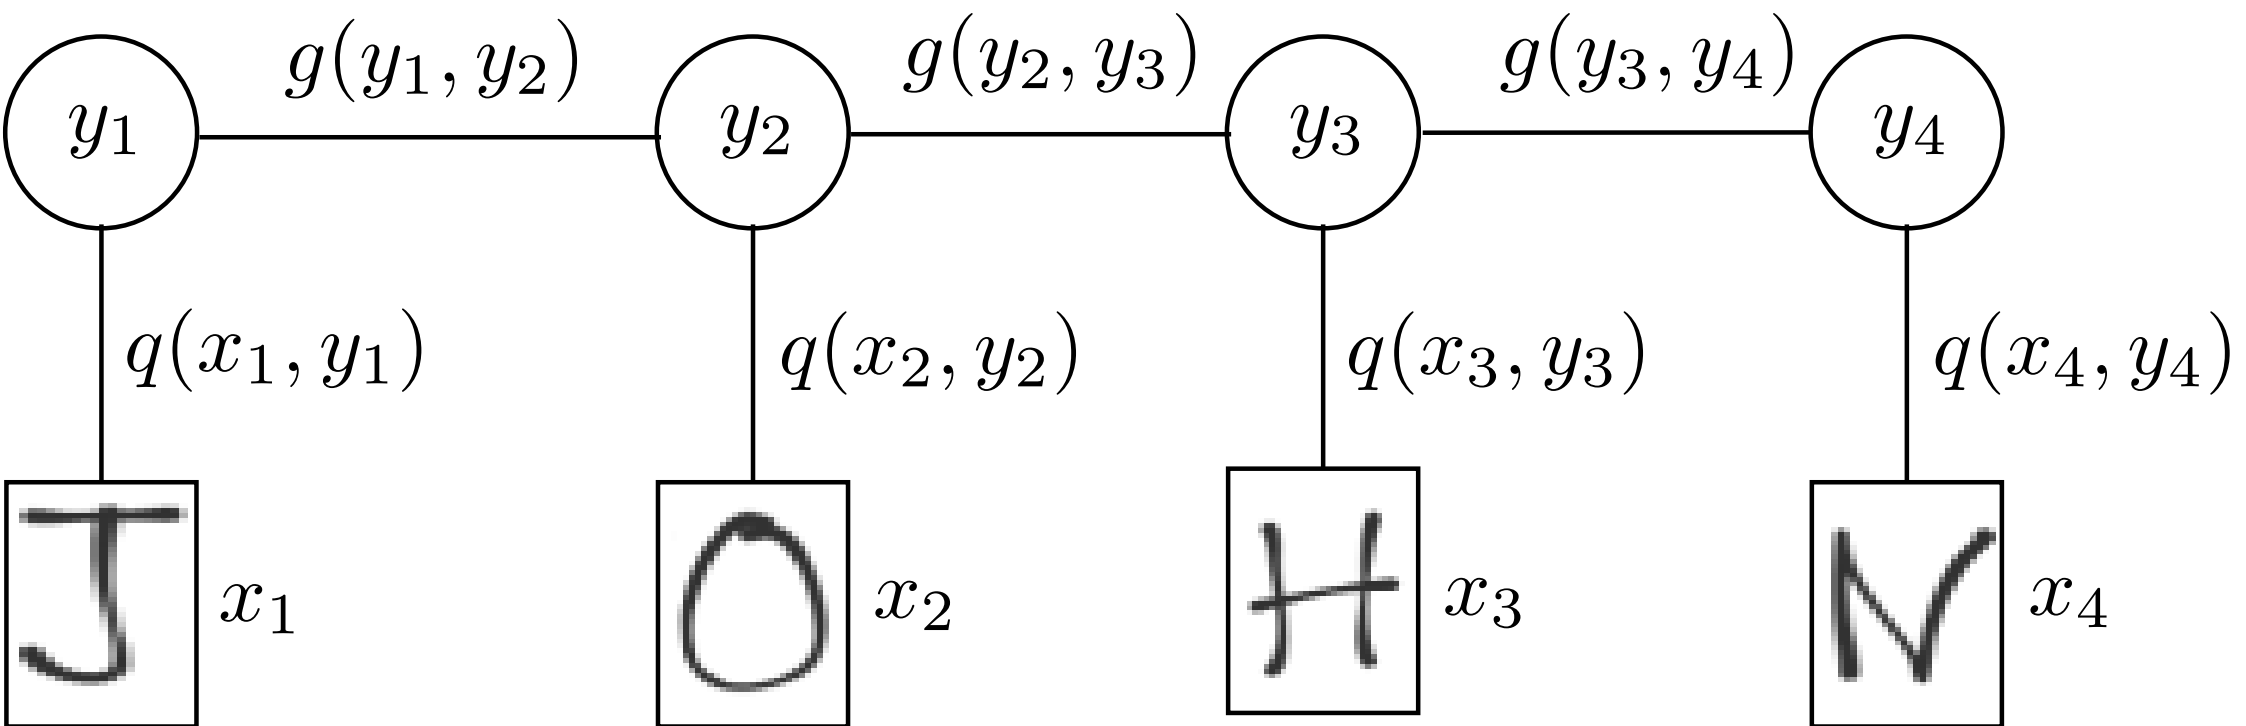 g(y₁, y₂) g(y₂, y₃) g(y₃, y₄)
y₁ y₂ y₃ y₄
q(x₁, y₁) q(x₂, y₂) q(x₃, y₃) q(x₄, y₄)
J x₁ O x₂ H x₃ N x₄